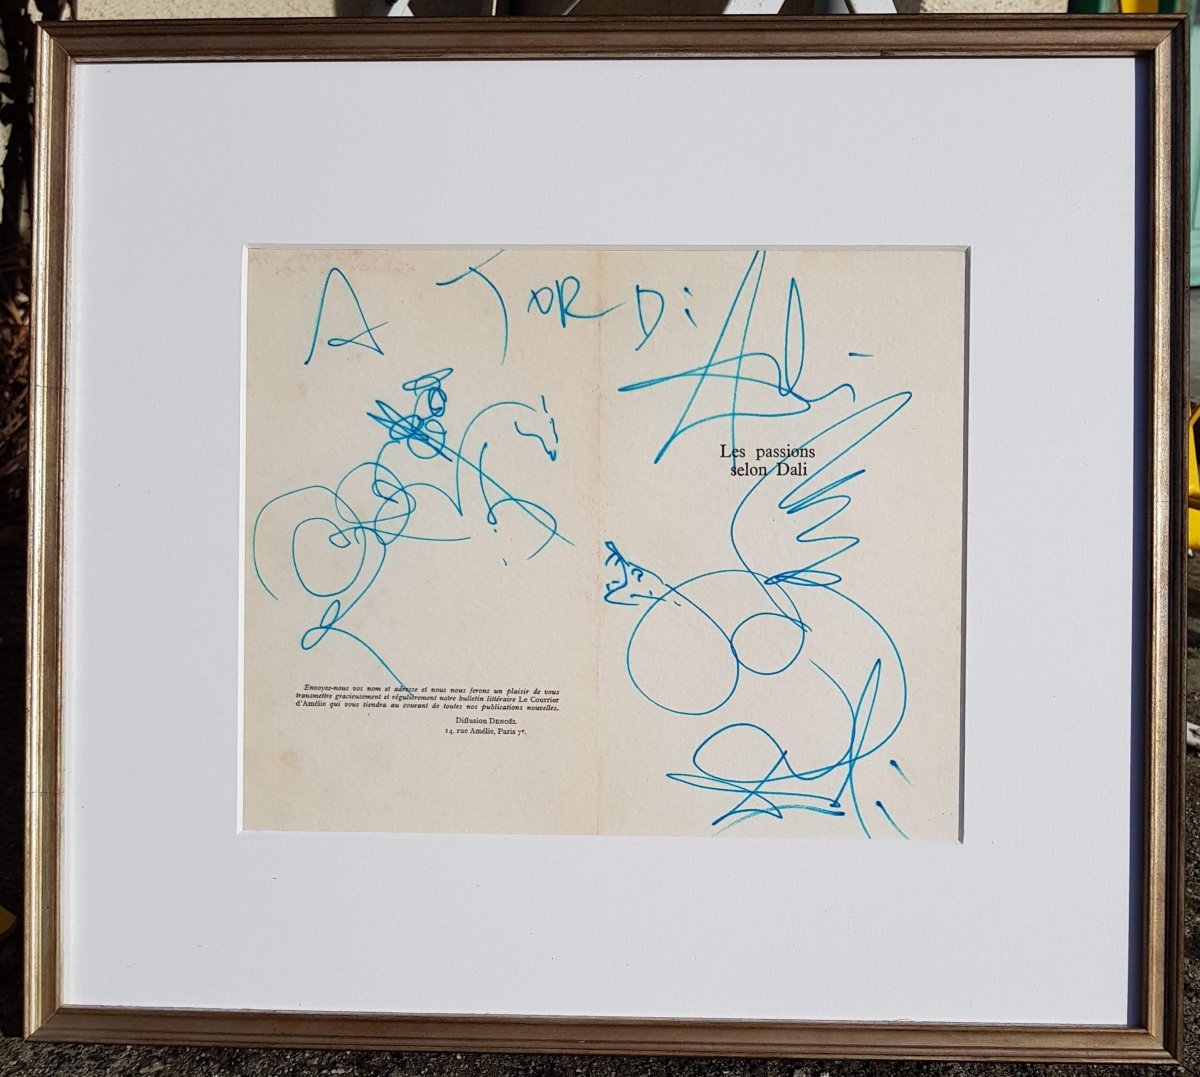 A JORDi
Dali
Les passions
selon Dali
Envoyez-nous vos nom et adresse et nous nous ferons un plaisir de vous
transmettre gracieusement et régulièrement notre bulletin littéraire Le Courrier
d'Amélie qui vous tiendra au courant de toutes nos publications nouvelles.
Diffusion DENOËL
14, rue Amélie, Paris 7e.